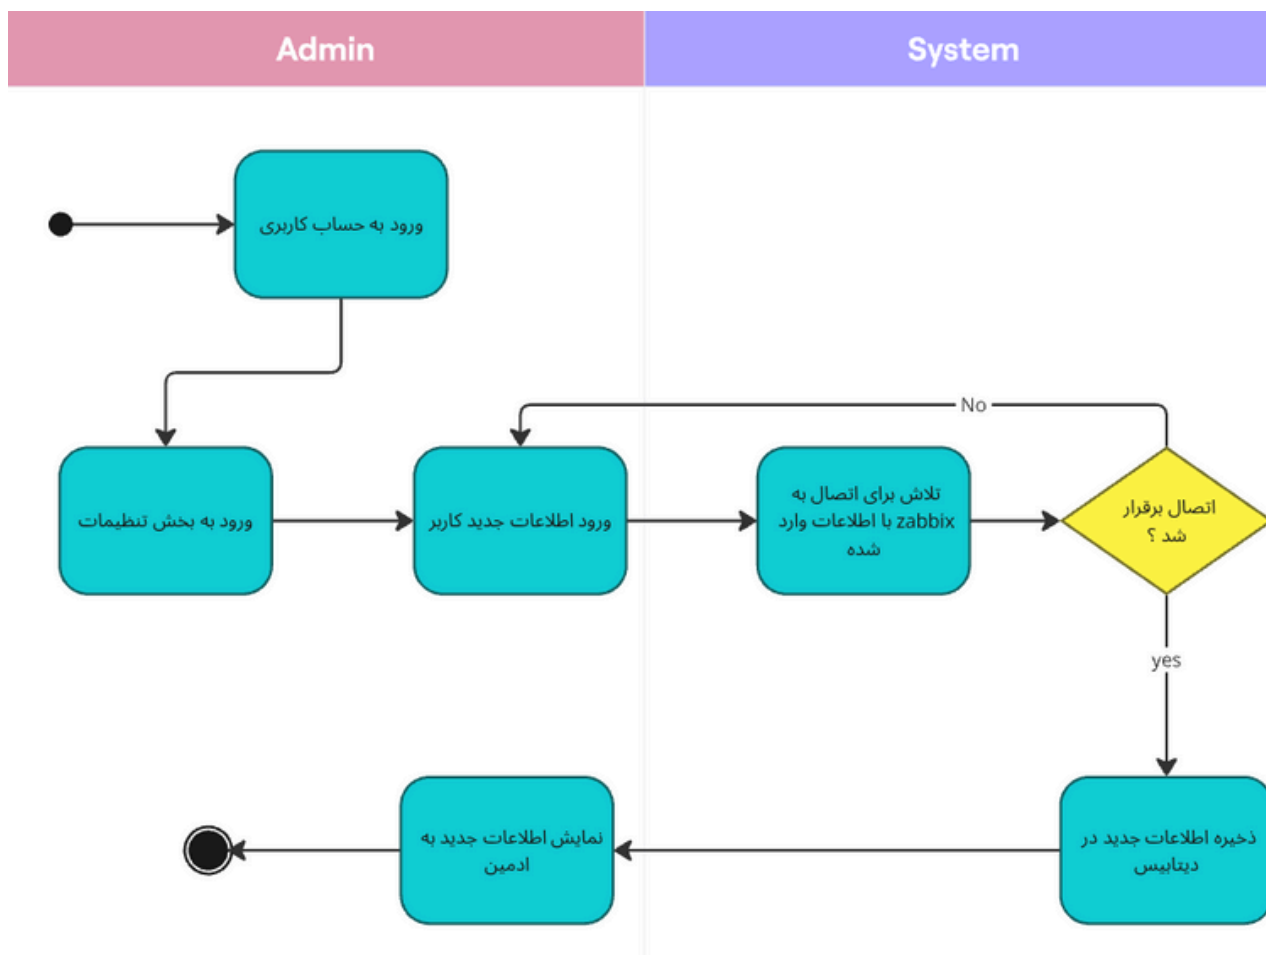 Admin
System
ورود به حساب کاربری
No
ورود به بخش تنظیمات
ورود اطلاعات جدید کاربر
تلاش برای اتصال به
zabbix با اطلاعات وارد
شده
اتصال برقرار
شد ؟
yes
نمایش اطلاعات جدید به
ادمین
ذخیره اطلاعات جدید در
دیتابیس